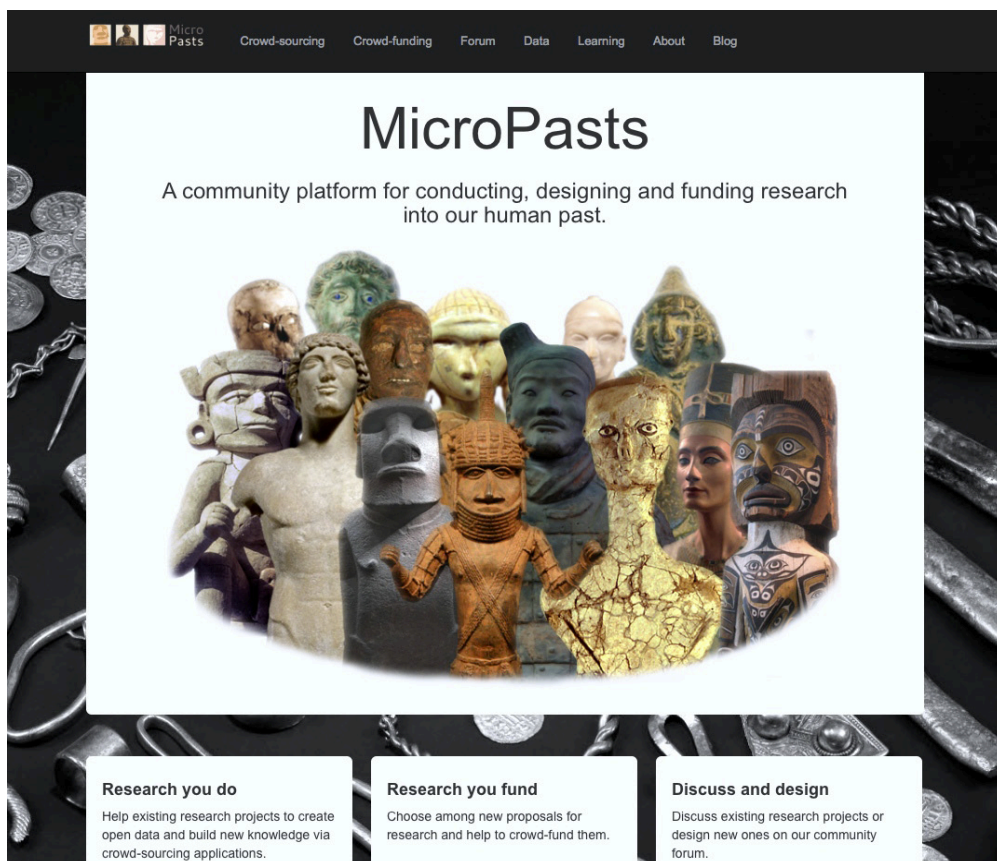 Micro
Pasts
Crowd-sourcing Crowd-funding Forum Data Learning About Blog
MicroPasts
A community platform for conducting, designing and funding research
into our human past.
Research you do
Help existing research projects to create
open data and build new knowledge via
crowd-sourcing applications.
Research you fund
Choose among new proposals for
research and help to crowd-fund them.
Discuss and design
Discuss existing research projects or
design new ones on our community
forum.